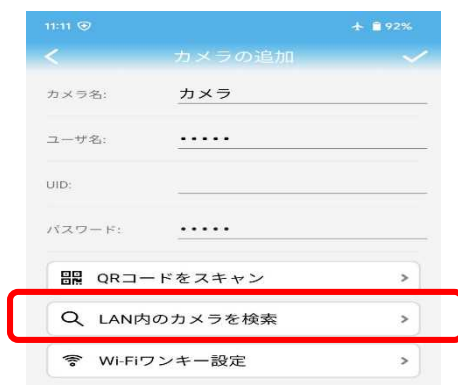 11:11 92%
カメラの追加
カメラ名: カメラ
ユーザ名: •••••
UID:
パスワード: •••••
QRコードをスキャン >
LAN内のカメラを検索 >
Wi-Fiワンキー設定 >